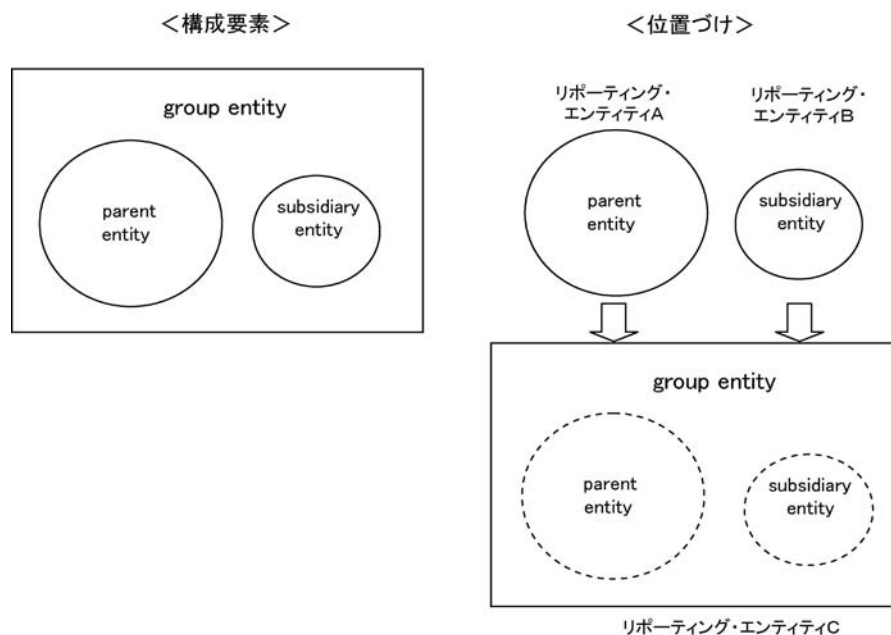 ＜構成要素＞
group entity
parent
entity
subsidiary
entity
＜位置づけ＞
リポーティング・
エンティティA
リポーティング・
エンティティB
parent
entity
subsidiary
entity
group entity
parent
entity
subsidiary
entity
リポーティング・エンティティC